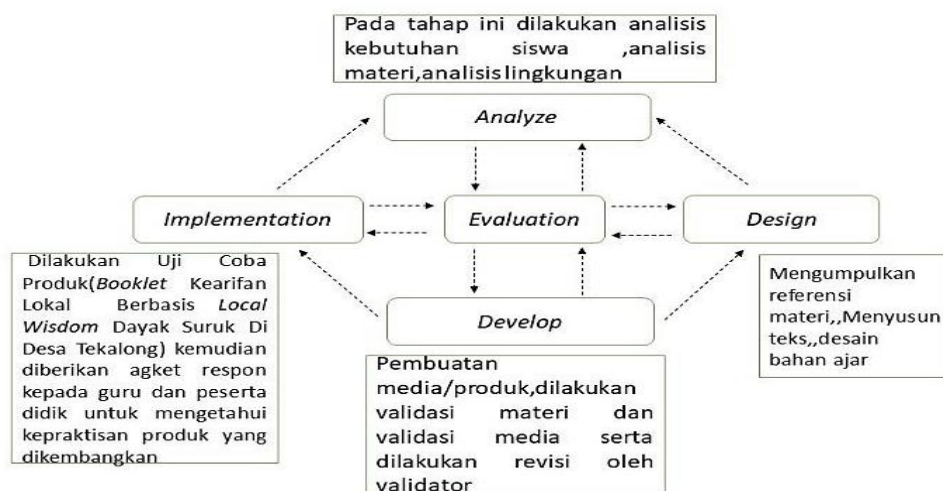 Pada tahap ini dilakukan analisis
kebutuhan siswa ,analisis
materi,analisis lingkungan
Analyze
Implementation
Evaluation
Design
Dilakukan Uji Coba
Produk(Booklet Kearifan
Lokal Berbasis Local
Wisdom Dayak Suruk Di
Desa Tekalong) kemudian
diberikan agket respon
kepada guru dan peserta
didik untuk mengetahui
kepraktisan produk yang
dikembangkan
Develop
Pembuatan
media/produk,dilakukan
validasi materi dan
validasi media serta
dilakukan revisi oleh
validator
Mengumpulkan
referensi
materi,,Menyusun
teks,,desain
bahan ajar